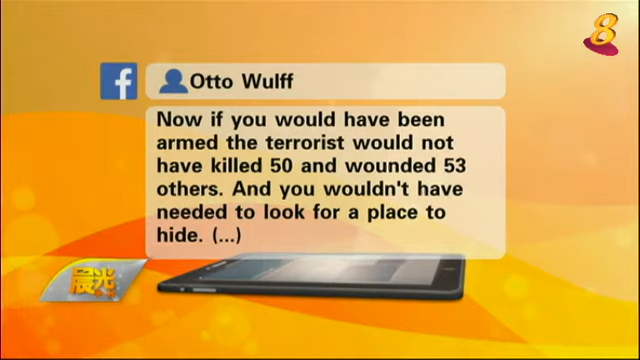 8
f
Otto Wulff
Now if you would have been
armed the terrorist would not
have killed 50 and wounded 53
others. And you wouldn't have
needed to look for a place to
hide. (...)
晨光